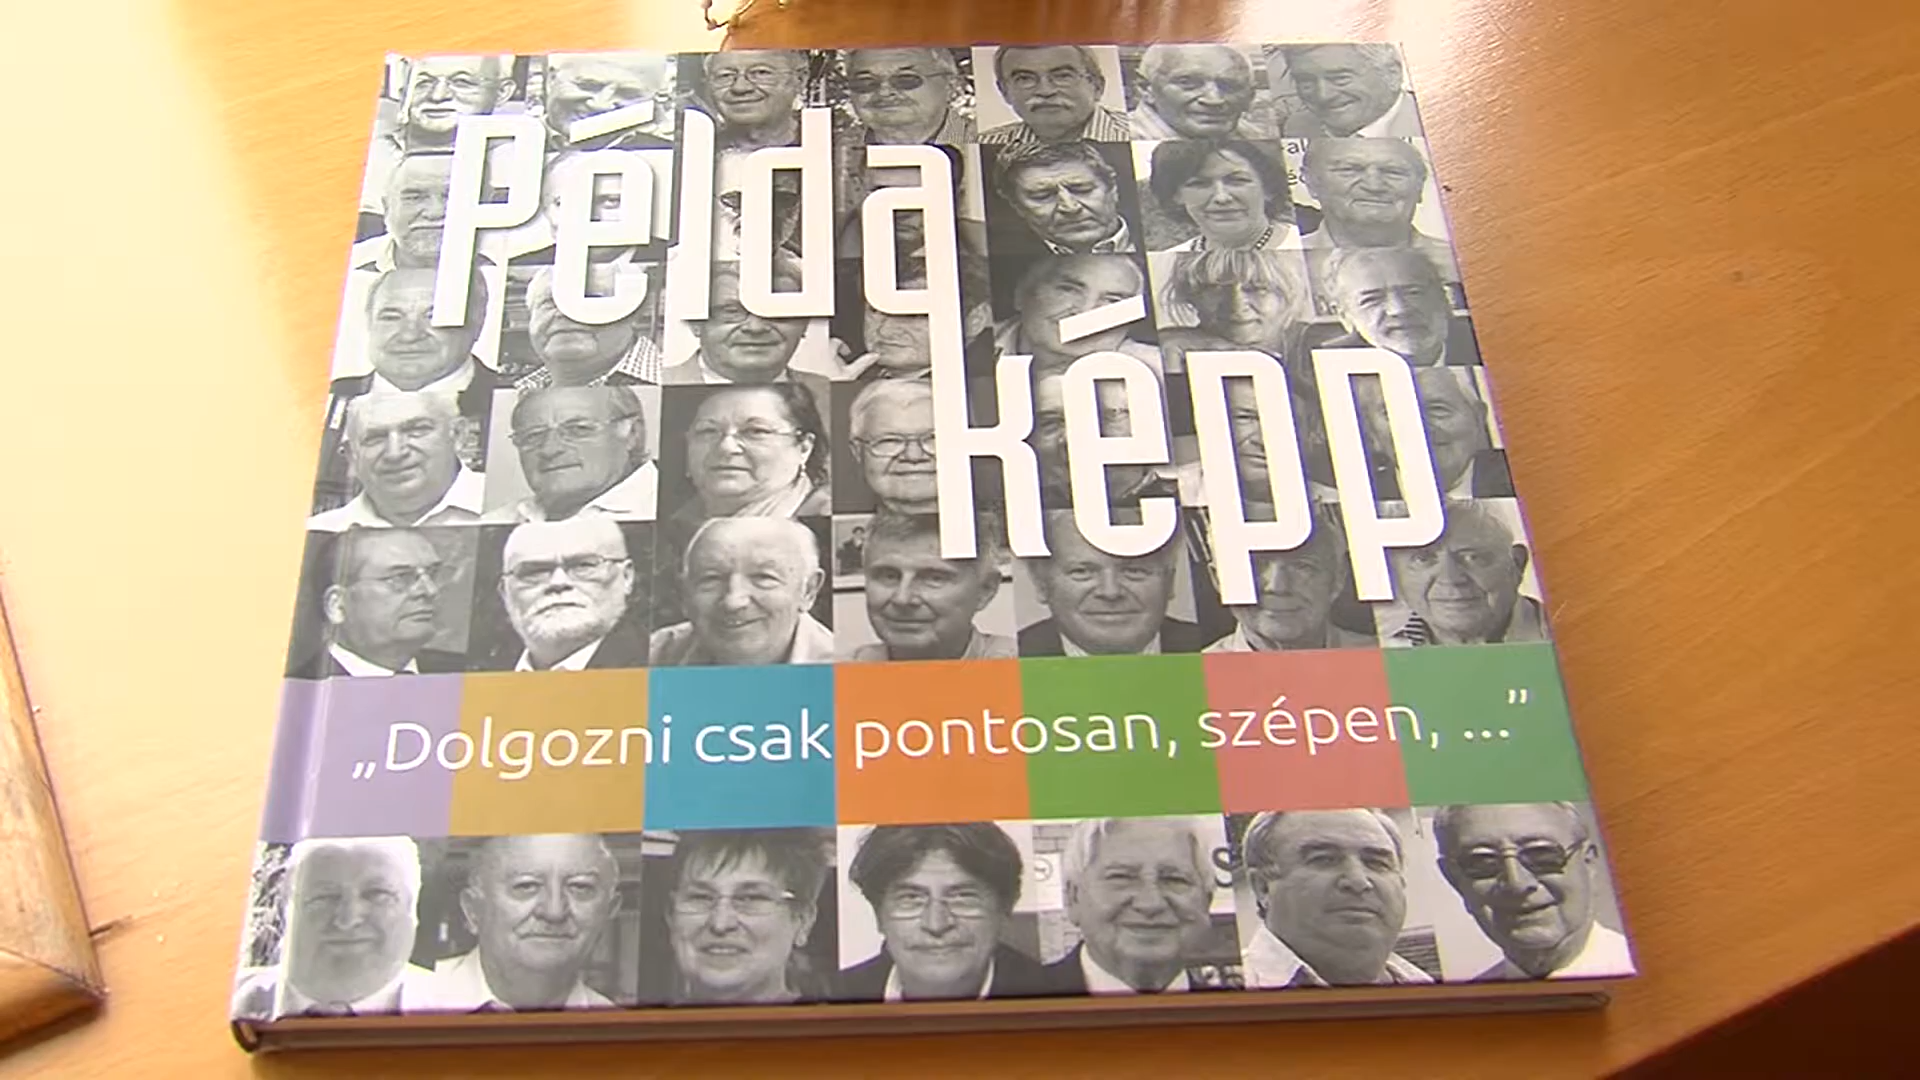 Példa
képp
„Dolgozni csak pontosan, szépen, ...”